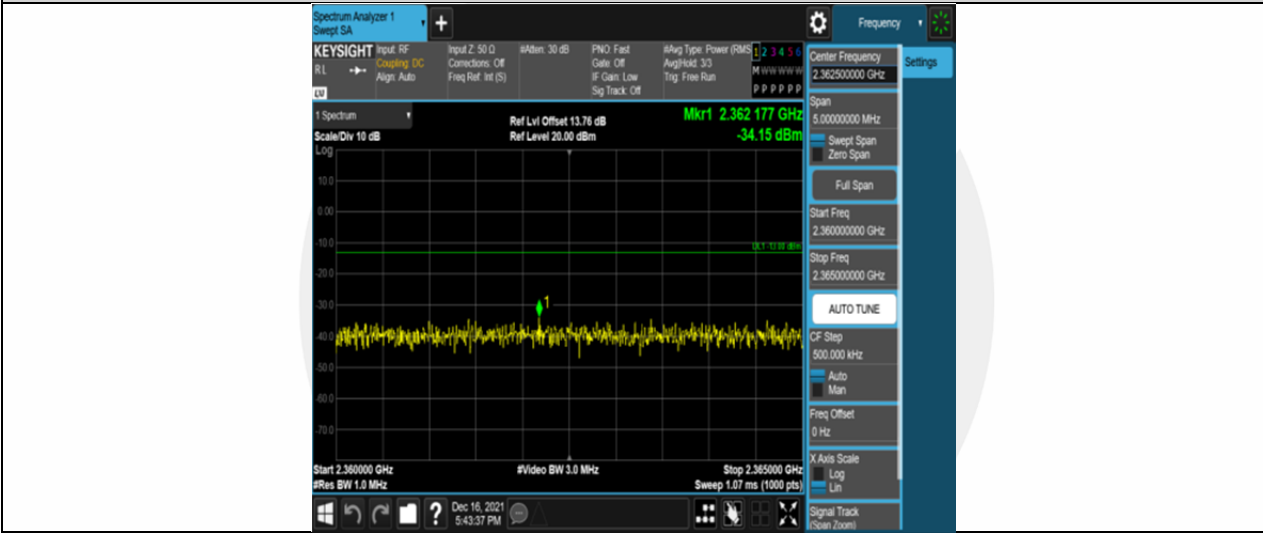 Spectrum Analyzer 1
Swept SA
+
Frequency
KEYSIGHT
RL
LV
Input: RF
Coupling: DC
Align: Auto
Input Z: 50 Ω
Corrections: Off
Freq Ref: Int (S)
#Atten: 30 dB
PNO: Fast
Gate: Off
IF Gain: Low
Sig Track: Off
#Avg Type: Power (RMS
Avg|Hold: 3/3
Trig: Free Run
1 2 3 4 5 6
M W W W W W
P P P P P P
1 Spectrum
Scale/Div 10 dB
Log
Ref Lvl Offset 13.76 dB
Ref Level 20.00 dBm
Mkr1 2.362 177 GHz
-34.15 dBm
10.0
0.00
-10.0
DL1 -13.00 dBm
-20.0
-30.0
1
-40.0
-50.0
-60.0
-70.0
Start 2.360000 GHz
#Res BW 1.0 MHz
#Video BW 3.0 MHz
Stop 2.365000 GHz
Sweep 1.07 ms (1000 pts)
?
Dec 16, 2021
5:43:37 PM
Center Frequency
2.362500000 GHz
Settings
Span
5.00000000 MHz
Swept Span
Zero Span
Full Span
Start Freq
2.360000000 GHz
Stop Freq
2.365000000 GHz
AUTO TUNE
CF Step
500.000 kHz
Auto
Man
Freq Offset
0 Hz
X Axis Scale
Log
Lin
Signal Track
(Span Zoom)